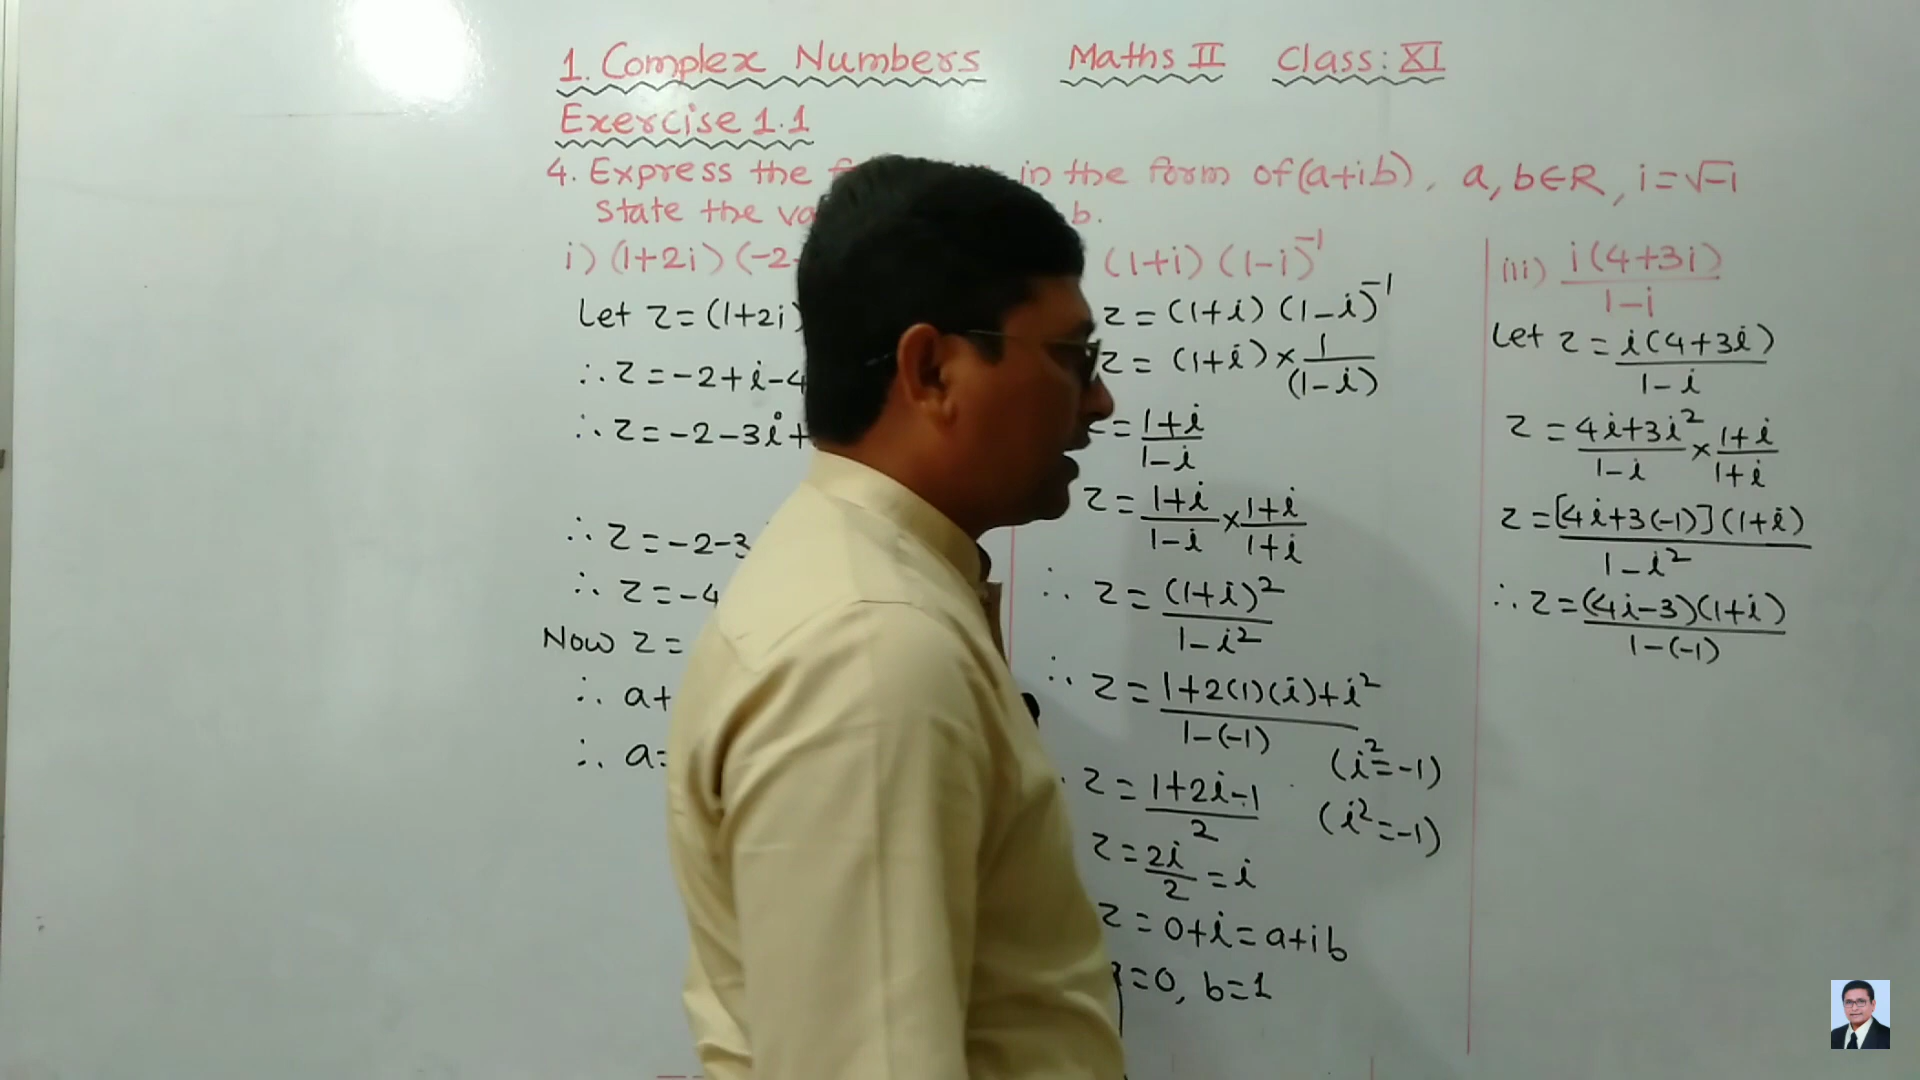 1. Complex Numbers Maths II Class: XI
Exercise 1.1
4. Express the in the form of (a+ib), a, b∈R, i=√-1
state the b.
i) (1+2i) (-2
Let z = (1+2i)
∴ z = -2+i-4
∴ z = -2-3i+
∴ z = -2-3
∴ z = -4
Now z =
∴ a+
∴ a=
(1+i) (1-i)⁻¹
z = (1+i) (1-i)⁻¹
z = (1+i) × 1/(1-i)
z = 1+i/1-i
z = 1+i/1-i × 1+i/1+i
∴ z = (1+i)²/1-i²
∴ z = 1+2(1)(i)+i²/1-(-1)
(i²=-1)
∴ z = 1+2i-1/2 (i²=-1)
z = 2i/2 = i
z = 0+i = a+ib
=0, b=1
iii) i(4+3i)/1-i
Let z = i(4+3i)/1-i
z = 4i+3i²/1-i × 1+i/1+i
z = [4i+3(-1)](1+i)/1-i²
∴ z = (4i-3)(1+i)/1-(-1)